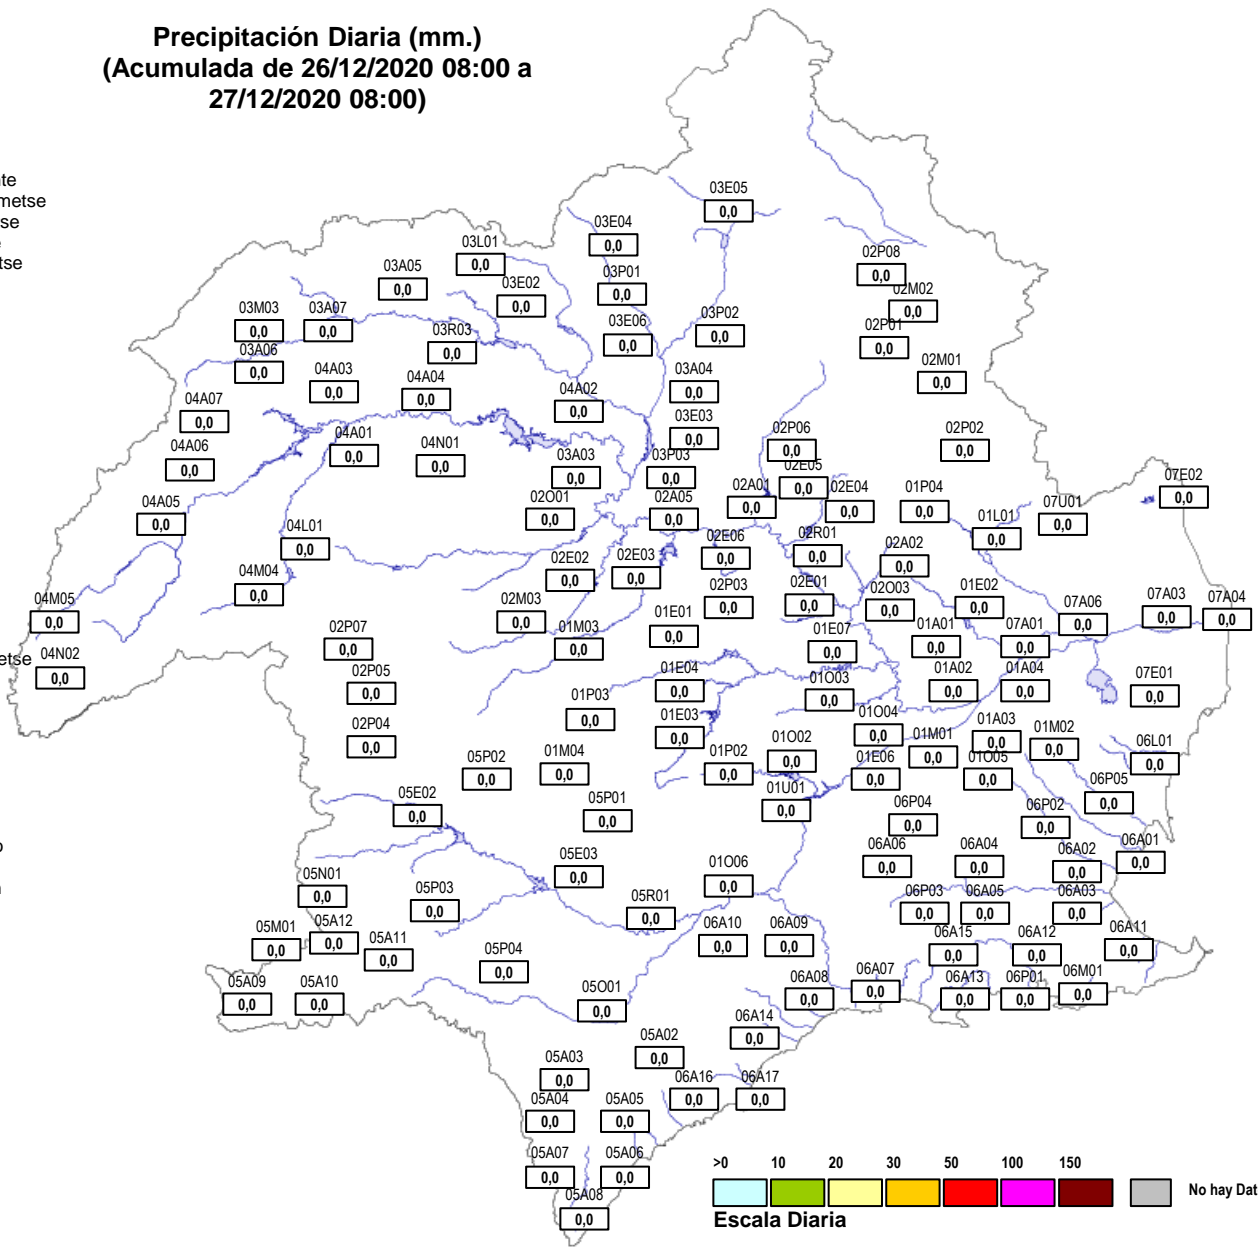 Precipitación Diaria (mm.)
(Acumulada de 26/12/2020 08:00 a
27/12/2020 08:00)
te
metse
se
tse
03E05
0,0
03E04
0,0
03L01
0,0
02P08
0,0
03A05
0,0
03P01
0,0
03E02
0,0
02M02
0,0
03M03
0,0
03A07
0,0
03P02
0,0
03E06
0,0
03R03
0,0
02P01
0,0
03A06
0,0
02M01
0,0
04A03
0,0
04A04
0,0
03A04
0,0
04A02
0,0
04A07
0,0
03E03
0,0
04A01
0,0
02P06
0,0
02P02
0,0
04A06
0,0
04N01
0,0
03A03
0,0
03P03
0,0
02E05
0,0
07E02
0,0
04A05
0,0
02O01
0,0
02A05
0,0
02A01
0,0
02E04
0,0
01P04
0,0
07U01
0,0
01L01
0,0
04L01
0,0
02E06
0,0
02R01
0,0
02A02
0,0
02E02
0,0
02E03
0,0
04M04
0,0
02P03
0,0
02E01
0,0
02O03
0,0
01E02
0,0
04M05
0,0
02M03
0,0
01E01
0,0
07A06
0,0
07A03
0,0
07A04
0,0
02P07
0,0
01M03
0,0
01E07
0,0
01A01
0,0
07A01
0,0
etse
04N02
0,0
02P05
0,0
01E04
0,0
01O03
0,0
01A02
0,0
01A04
0,0
07E01
0,0
01P03
0,0
02P04
0,0
01E03
0,0
01O04
0,0
01A03
0,0
01M02
0,0
05P02
0,0
01M04
0,0
01P02
0,0
01O02
0,0
01M01
0,0
01E06
0,0
01O05
0,0
06L01
0,0
05E02
0,0
05P01
0,0
01U01
0,0
06P04
0,0
06P02
0,0
06P05
0,0
o
05E03
0,0
01O06
0,0
06A06
0,0
06A04
0,0
06A02
0,0
06A01
0,0
05N01
0,0
05P03
0,0
05R01
0,0
06P03
0,0
06A05
0,0
06A03
0,0
05M01
0,0
05A12
0,0
05A11
0,0
05P04
0,0
06A10
0,0
06A09
0,0
06A15
0,0
06A12
0,0
06A11
0,0
05A09
0,0
05A10
0,0
05O01
0,0
06A08
0,0
06A07
0,0
06A13
0,0
06P01
0,0
06M01
0,0
06A14
0,0
05A02
0,0
05A03
0,0
06A16
0,0
06A17
0,0
05A04
0,0
05A05
0,0
05A07
0,0
05A06
0,0
05A08
0,0
>0 10 20 30 50 100 150
No hay Dat
Escala Diaria